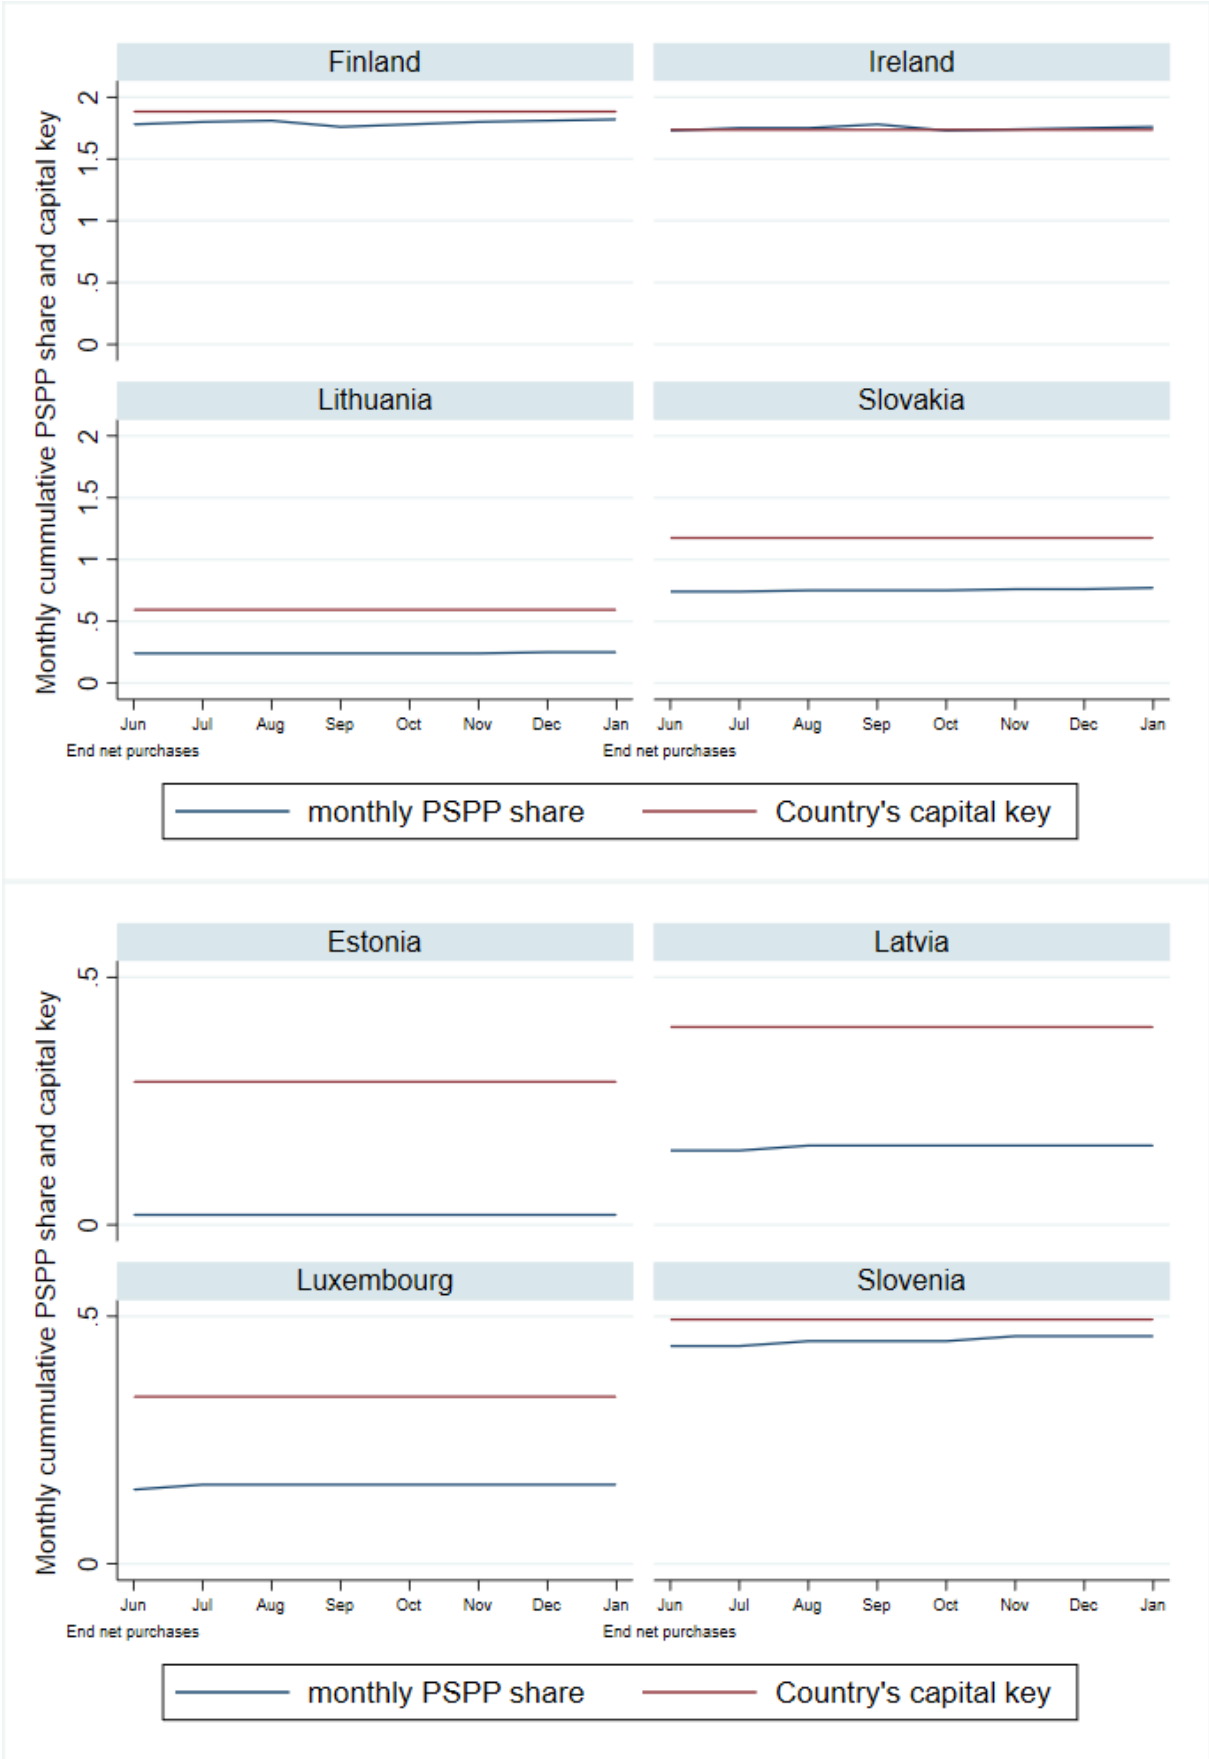 Finland
Ireland
Monthly cummulative PSPP share and capital key
2
1.5
1
.5
0
Lithuania
Slovakia
2
1.5
1
.5
0
Jun Jul Aug Sep Oct Nov Dec Jan
Jun Jul Aug Sep Oct Nov Dec Jan
End net purchases
End net purchases
monthly PSPP share
Country's capital key
Estonia
Latvia
Monthly cummulative PSPP share and capital key
.5
0
Luxembourg
Slovenia
.5
0
Jun Jul Aug Sep Oct Nov Dec Jan
Jun Jul Aug Sep Oct Nov Dec Jan
End net purchases
End net purchases
monthly PSPP share
Country's capital key